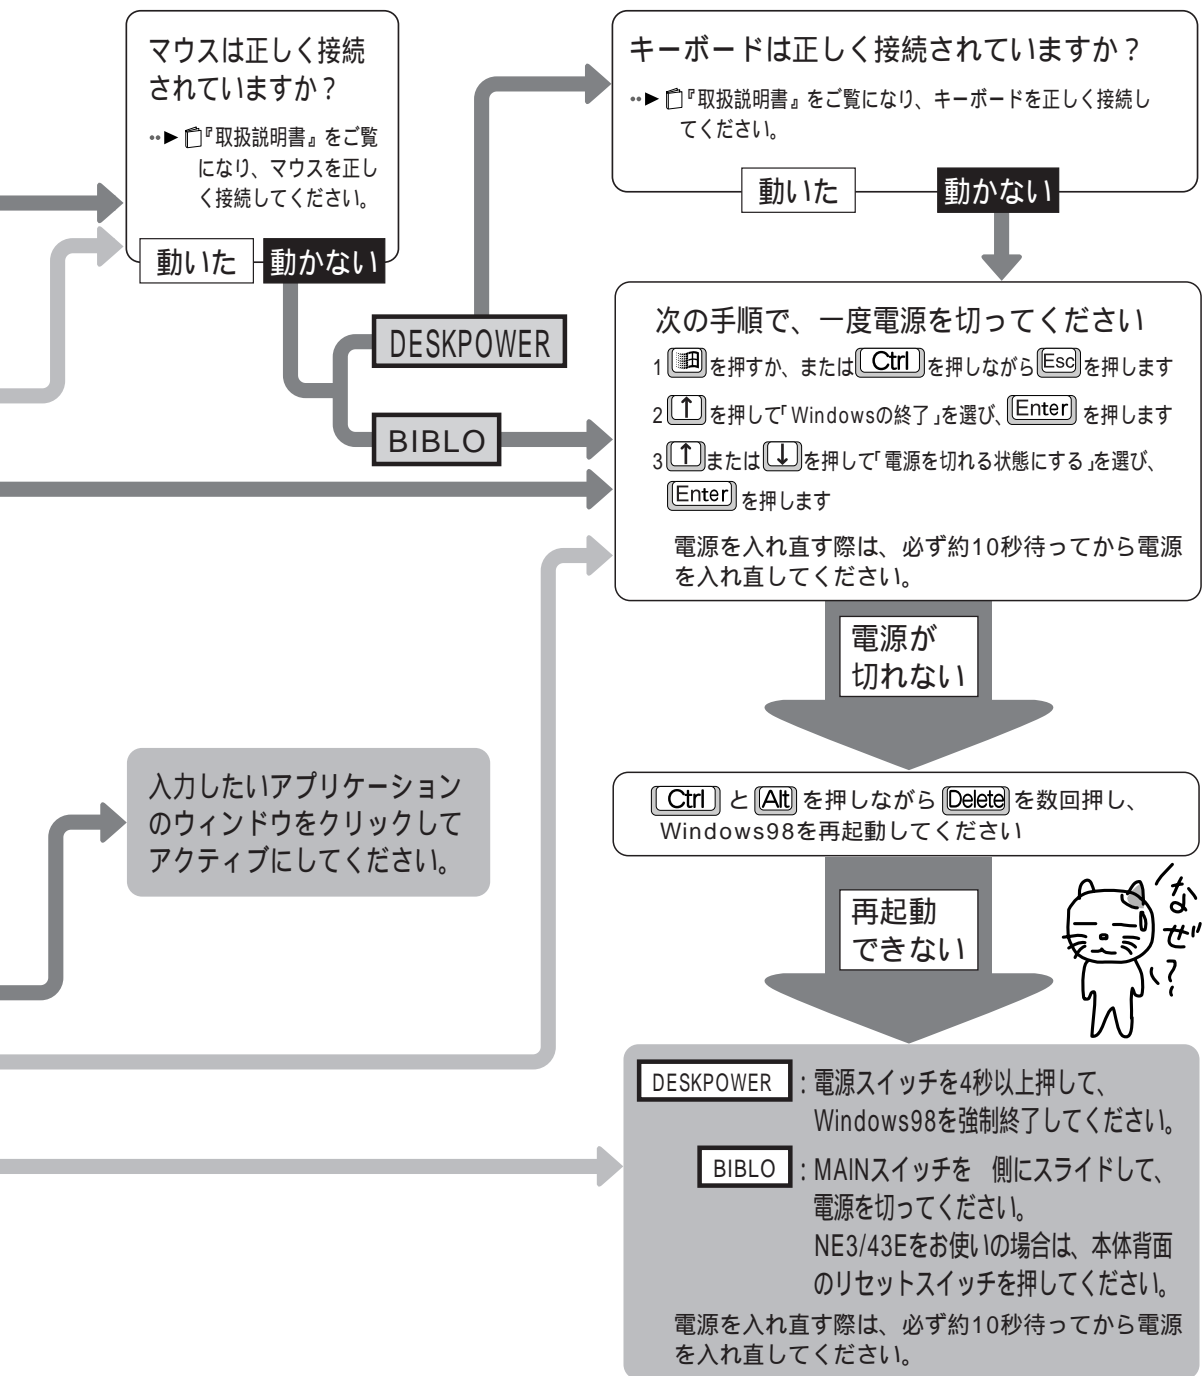 マウスは正しく接続
されていますか？
『取扱説明書』をご覧
になり、マウスを正し
く接続してください。
動いた 動かない
DESKPOWER
BIBLO
キーボードは正しく接続されていますか？
『取扱説明書』をご覧になり、キーボードを正しく接続し
てください。
動いた 動かない
次の手順で、一度電源を切ってください
1 を押すか、または Ctrl を押しながら Esc を押します
2 ↑ を押して「Windowsの終了」を選び、 Enter を押します
3 ↑ または ↓ を押して「電源を切れる状態にする」を選び、
Enter を押します
電源を入れ直す際は、必ず約10秒待ってから電源
を入れ直してください。
電源が
切れない
入力したいアプリケーション
のウィンドウをクリックして
アクティブにしてください。
Ctrl と Alt を押しながら Delete を数回押し、
Windows98を再起動してください
再起動
できない
なぜ
?
DESKPOWER : 電源スイッチを4秒以上押して、
Windows98を強制終了してください。
BIBLO : MAINスイッチを 側にスライドして、
電源を切ってください。
NE3/43Eをお使いの場合は、本体背面
のリセットスイッチを押してください。
電源を入れ直す際は、必ず約10秒待ってから電源
を入れ直してください。